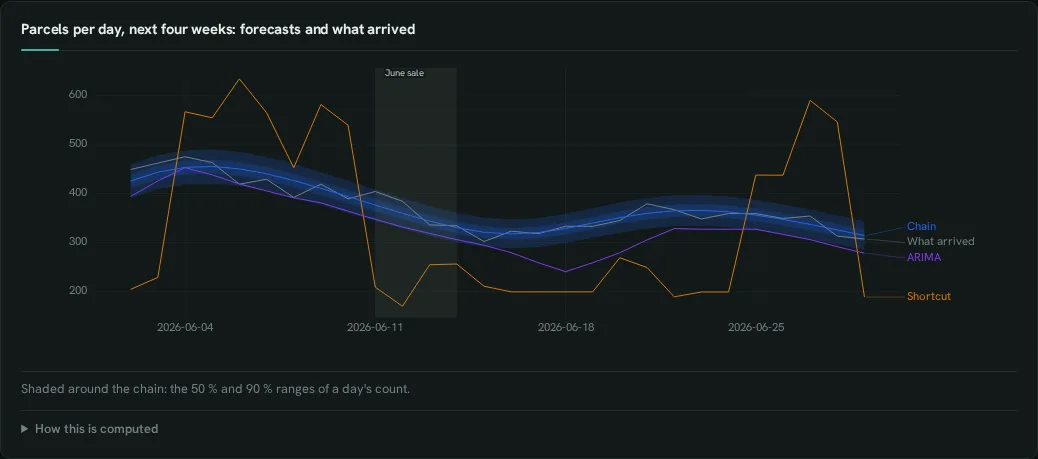 Parcels per day, next four weeks: forecasts and what arrived
June sale
600
500
400
300
200
Chain
What arrived
ARIMA
Shortcut
2026-06-04
2026-06-11
2026-06-18
2026-06-25
Shaded around the chain: the 50 % and 90 % ranges of a day's count.
How this is computed